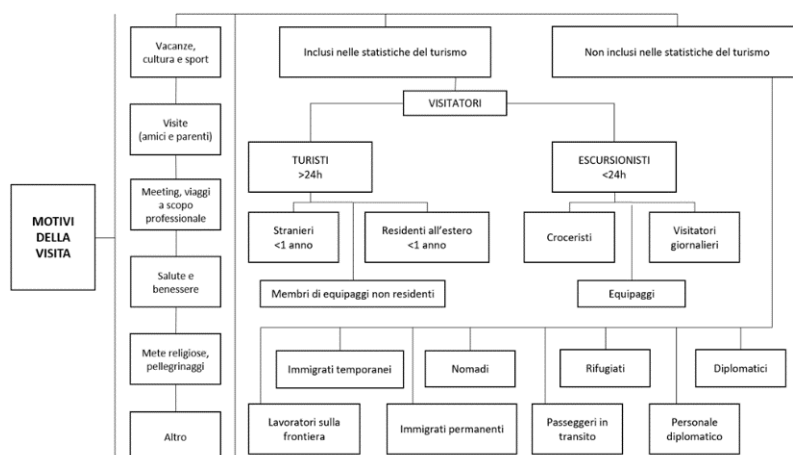 MOTIVI
DELLA
VISITA
Vacanze,
cultura e sport
Visite
(amici e parenti)
Meeting, viaggi
a scopo
professionale
Salute e
benessere
Mete religiose,
pellegrinaggi
Altro
Inclusi nelle statistiche del turismo
Non inclusi nelle statistiche del turismo
VISITATORI
TURISTI
>24h
ESCURSIONISTI
<24h
Stranieri
<1 anno
Residenti all'estero
<1 anno
Croceristi
Visitatori
giornalieri
Membri di equipaggi non residenti
Equipaggi
Immigrati temporanei
Nomadi
Rifugiati
Diplomatici
Lavoratori sulla
frontiera
Immigrati permanenti
Passeggeri in
transito
Personale
diplomatico